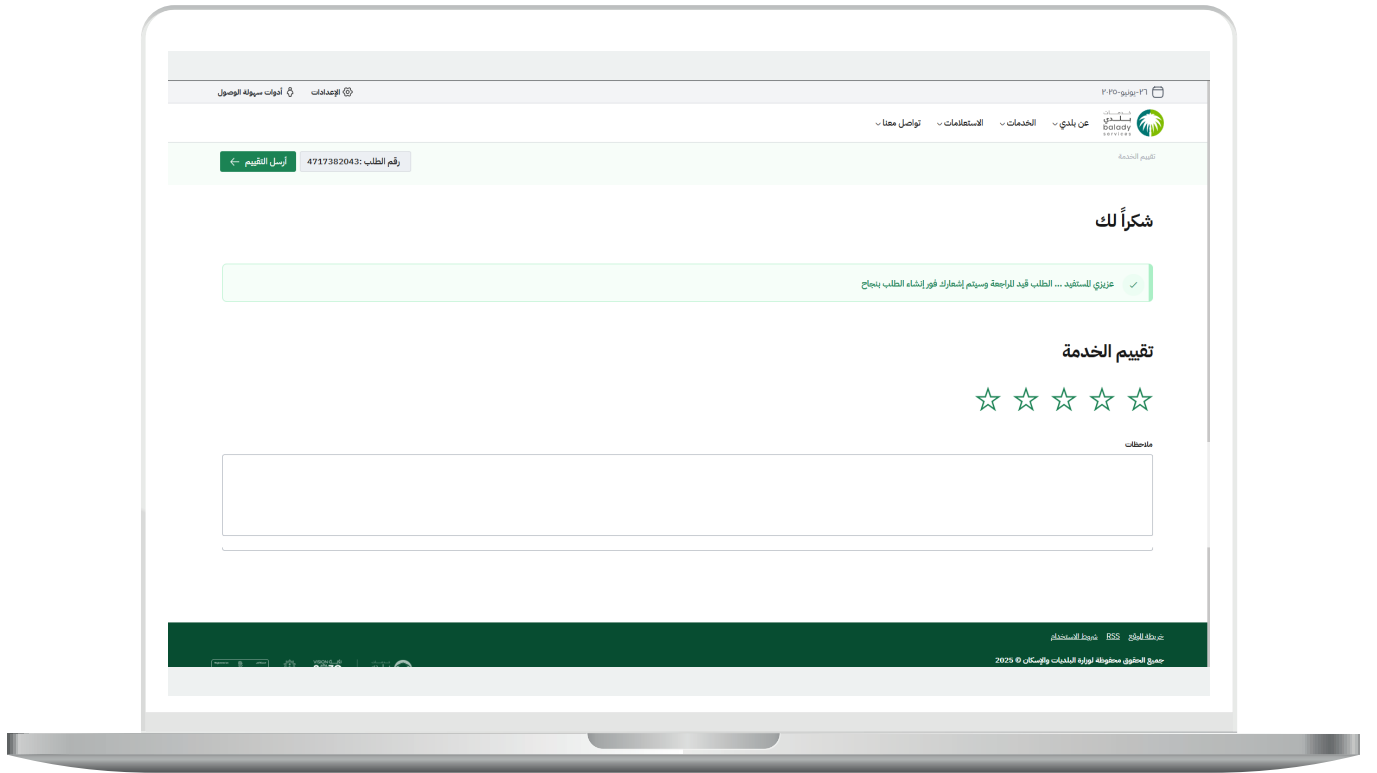 ٢٦-يونيو-٢٠٢٥
الإعدادات
أدوات سهولة الوصول
خدمات
بلدي
balady
services
عن بلدي
الخدمات
الاستعلامات
تواصل معنا
تقييم الخدمة
رقم الطلب :4717382043
أرسل التقييم
شكراً لك
عزيزي المستفيد ... الطلب قيد المراجعة وسيتم إشعارك فور إنشاء الطلب بنجاح
تقييم الخدمة
ملاحظات
خريطة الموقع RSS شروط الاستخدام
جميع الحقوق محفوظة لوزارة البلديات والإسكان © 2025